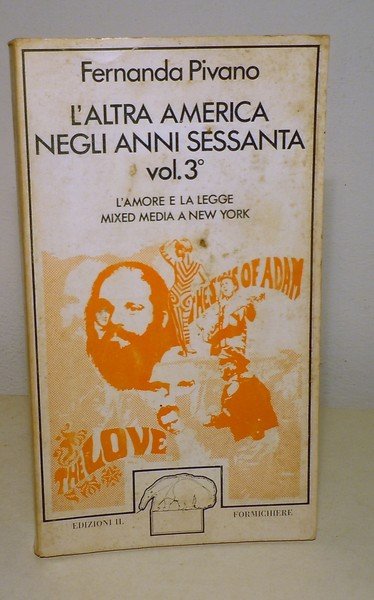 Fernanda Pivano
L'ALTRA AMERICA
NEGLI ANNI SESSANTA
vol.3°
L'AMORE E LA LEGGE
MIXED MEDIA A NEW YORK
OF ADAM
THE LOVE
EDIZIONI IL FORMICHIERE